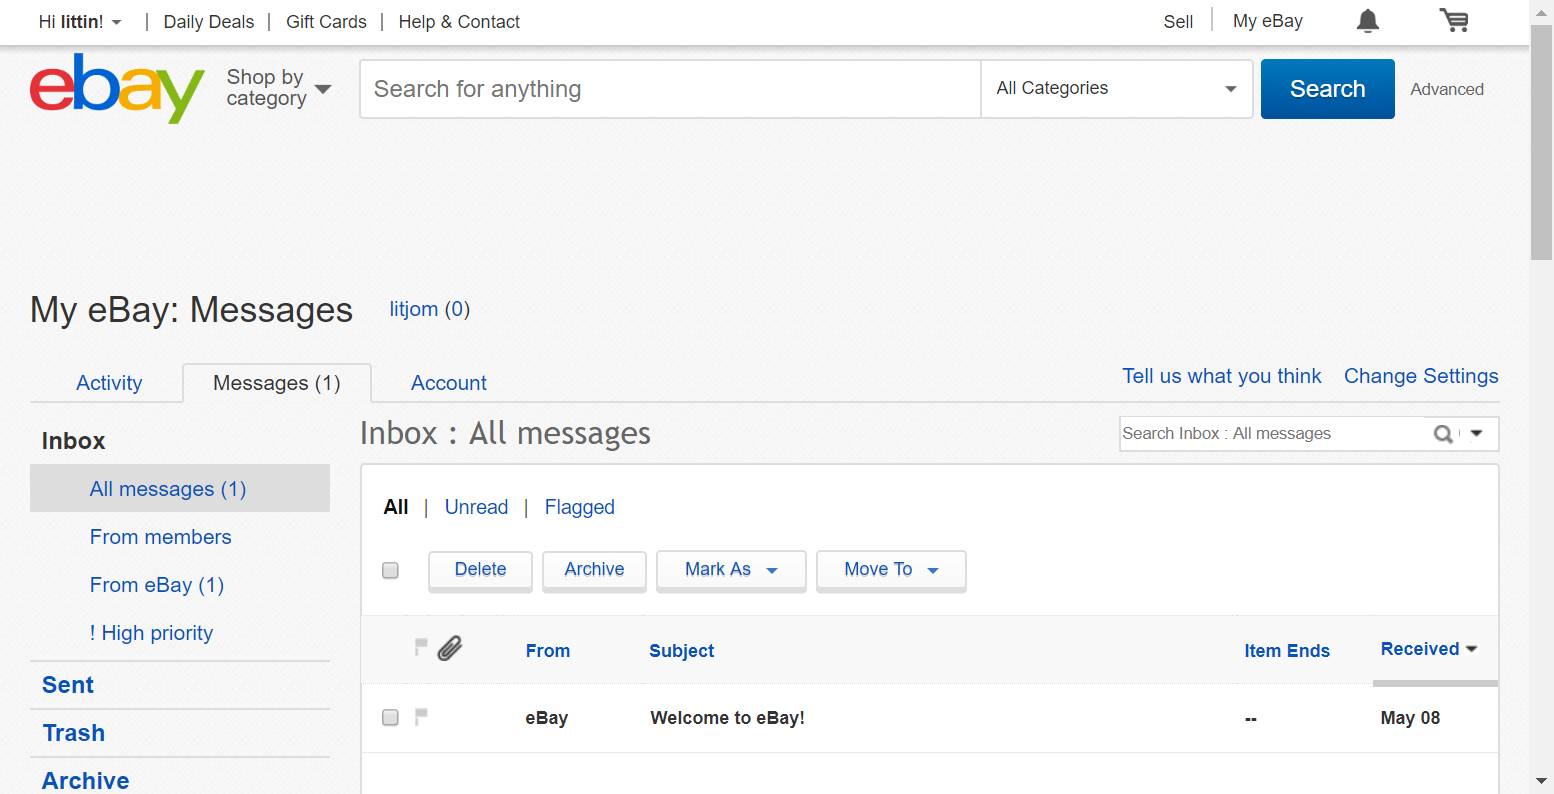 Hi littin! | Daily Deals | Gift Cards | Help & Contact Sell | My eBay
ebay
Shop by
category
Search for anything
All Categories
Search
Advanced
My eBay: Messages litjom (0)
Activity Messages (1) Account Tell us what you think Change Settings
Inbox
All messages (1)
From members
From eBay (1)
! High priority
Sent
Trash
Archive
Inbox : All messages
Search Inbox : All messages
All | Unread | Flagged
Delete Archive Mark As Move To
From Subject Item Ends Received
eBay Welcome to eBay! -- May 08